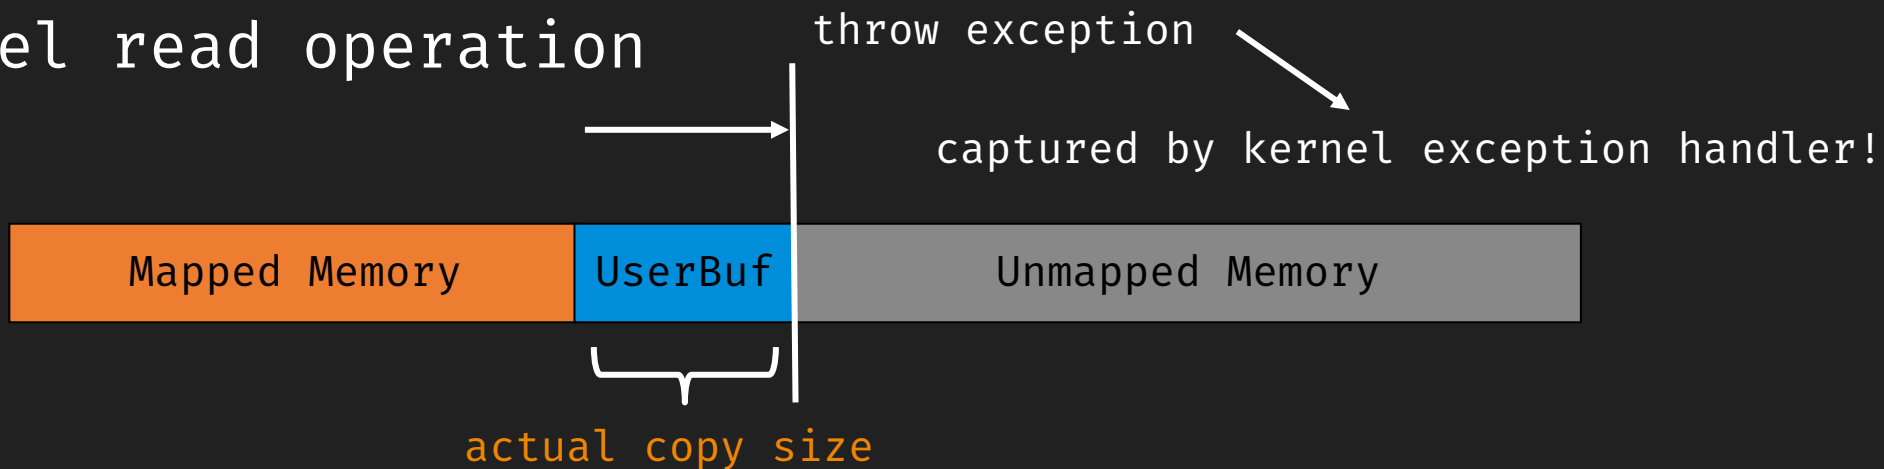 el read operation
throw exception
captured by kernel exception handler!
Mapped Memory
UserBuf
Unmapped Memory
actual copy size